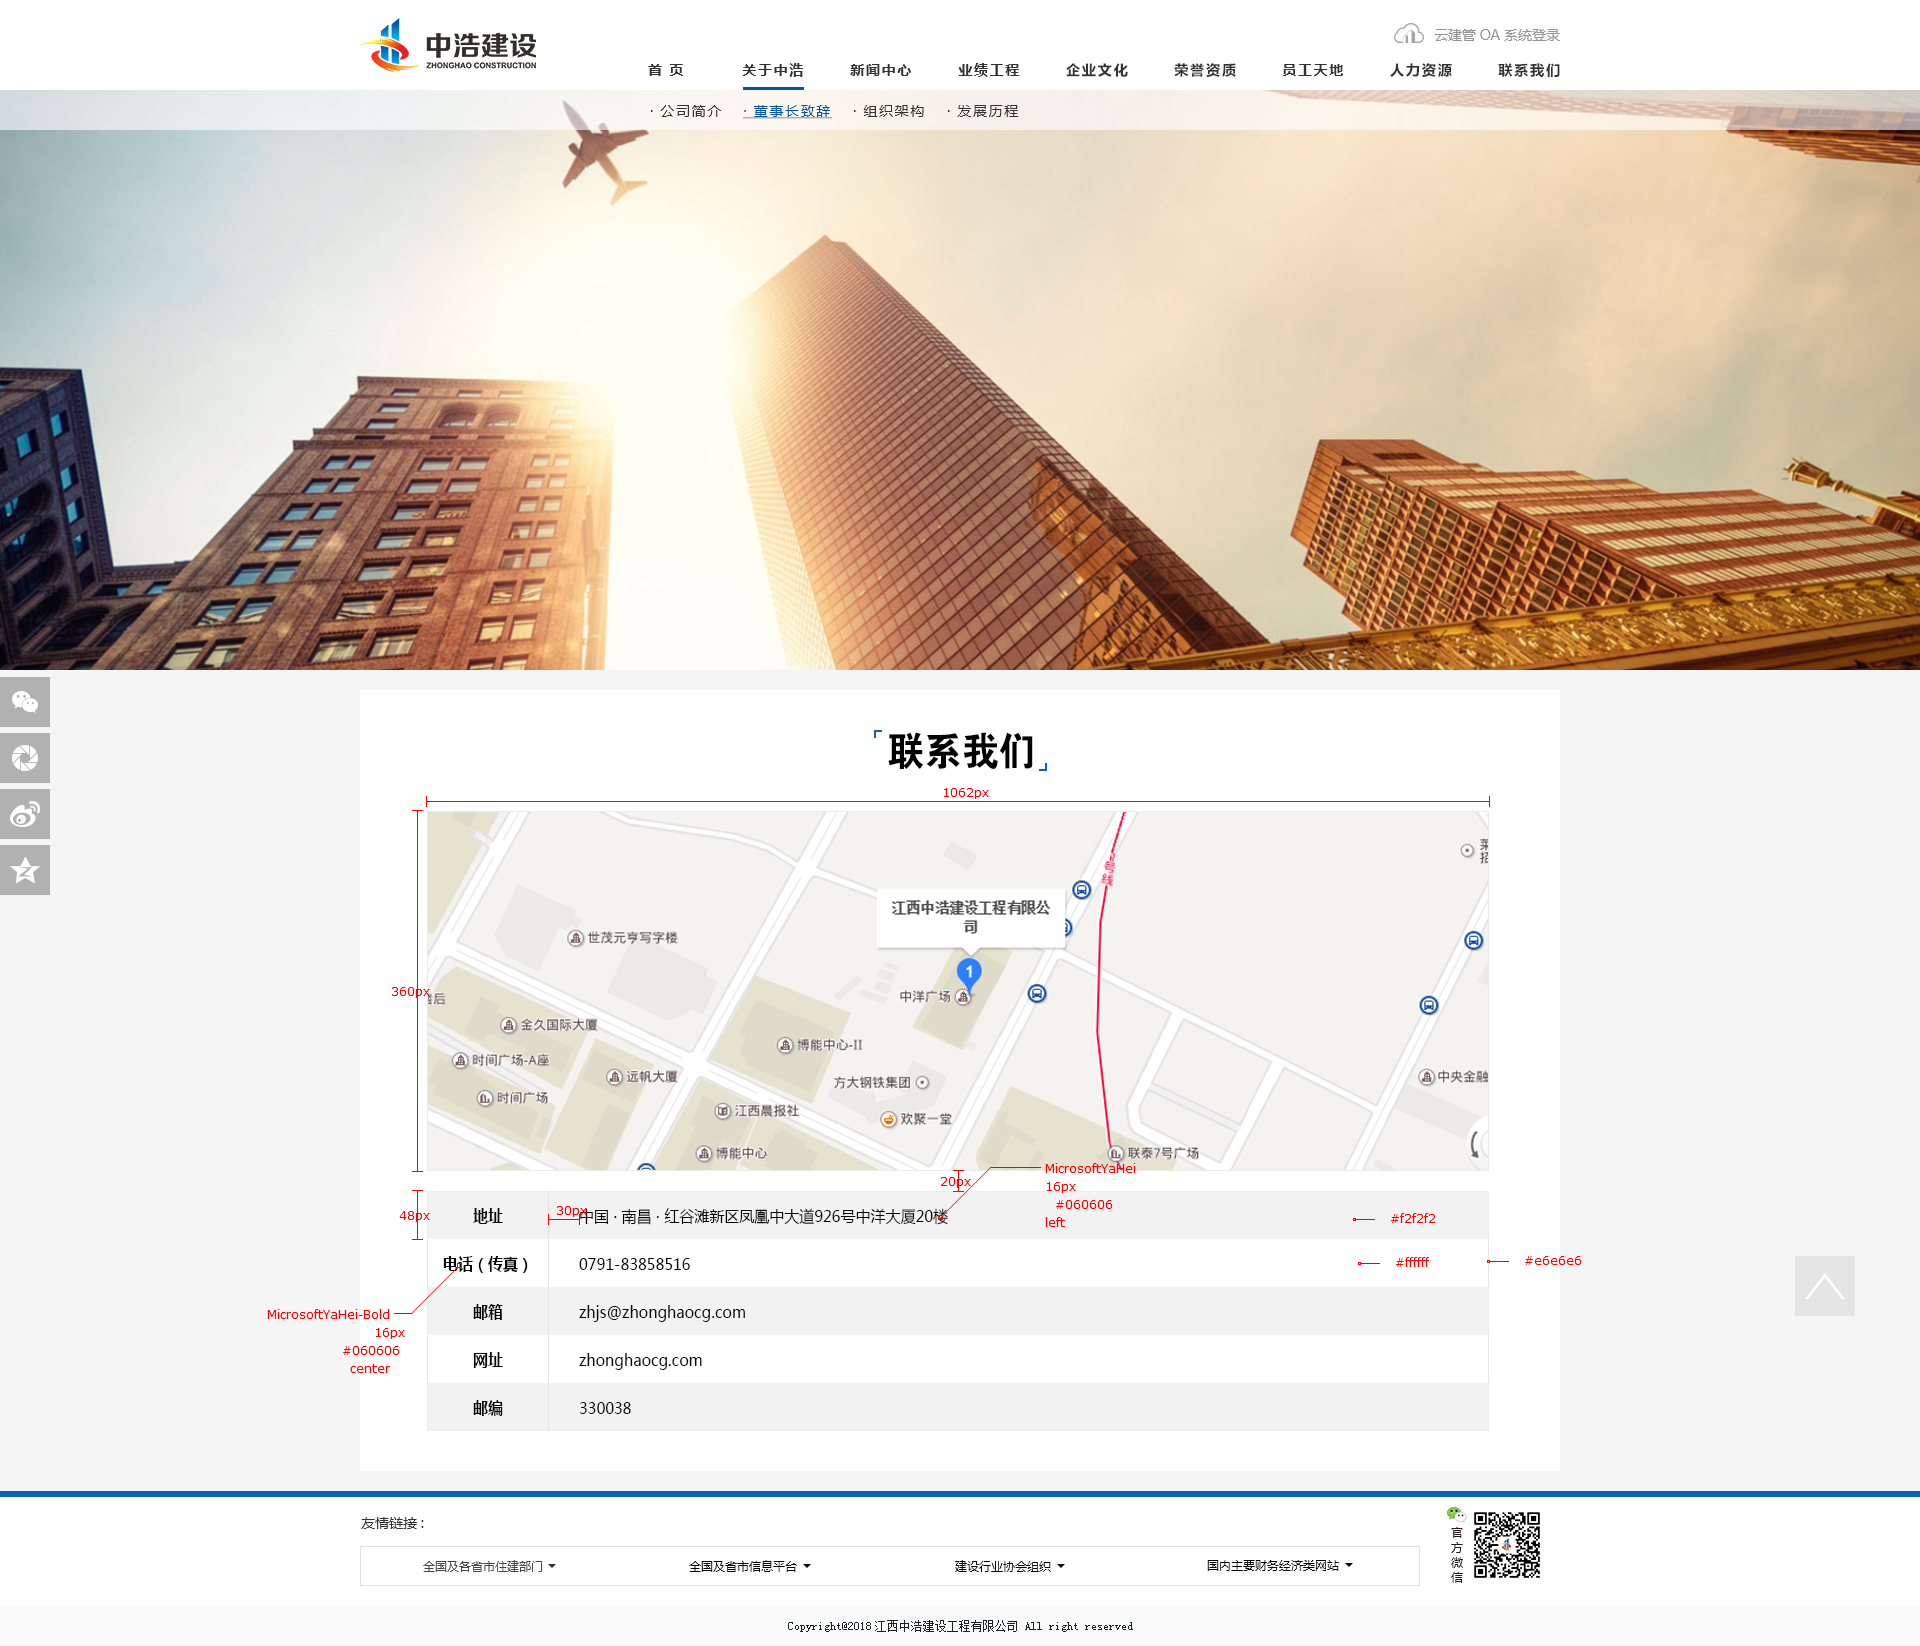 中浩建设
ZHONGHAO CONSTRUCTION
云建管 OA 系统登录
首 页 关于中浩 新闻中心 业绩工程 企业文化 荣誉资质 员工天地 人力资源 联系我们
· 公司简介 · 董事长致辞 · 组织架构 · 发展历程
联系我们
1062px
江西中浩建设工程有限公
司
世茂元亨写字楼
1
360px
售后
中洋广场
金久国际大厦
博能中心-II
时间广场-A座
远帆大厦
方大钢铁集团
中央金融
时间广场
江西晨报社
欢聚一堂
博能中心
联泰7号广场
20px
MicrosoftYaHei
16px
#060606
left
48px
地址
30px
中国 · 南昌 · 红谷滩新区凤凰中大道926号中洋大厦20楼
#f2f2f2
电话 ( 传真 )
0791-83858516
#ffffff
#e6e6e6
MicrosoftYaHei-Bold
16px
#060606
center
邮箱
zhjs@zhonghaocg.com
网址
zhonghaocg.com
邮编
330038
友情链接 :
全国及各省市住建部门
全国及省市信息平台
建设行业协会组织
国内主要财务经济类网站
官方微信
Copyright@2018 江西中浩建设工程有限公司 All right reserved